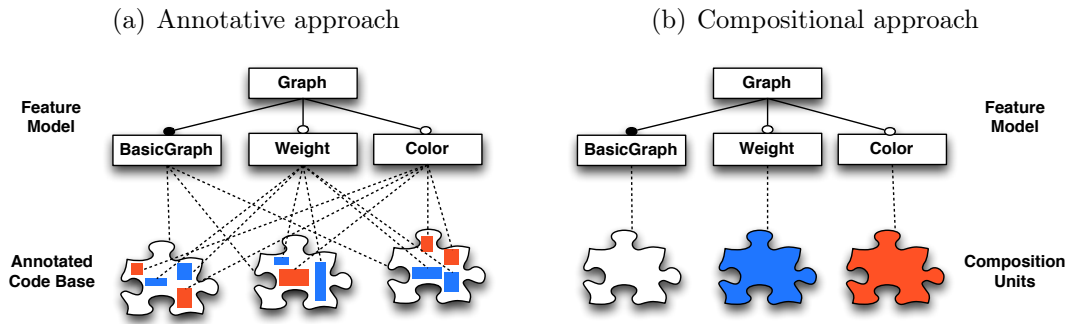 (a) Annotative approach
Graph
Feature
Model
BasicGraph
Weight
Color
Annotated
Code Base
(b) Compositional approach
Graph
Feature
Model
BasicGraph
Weight
Color
Composition
Units